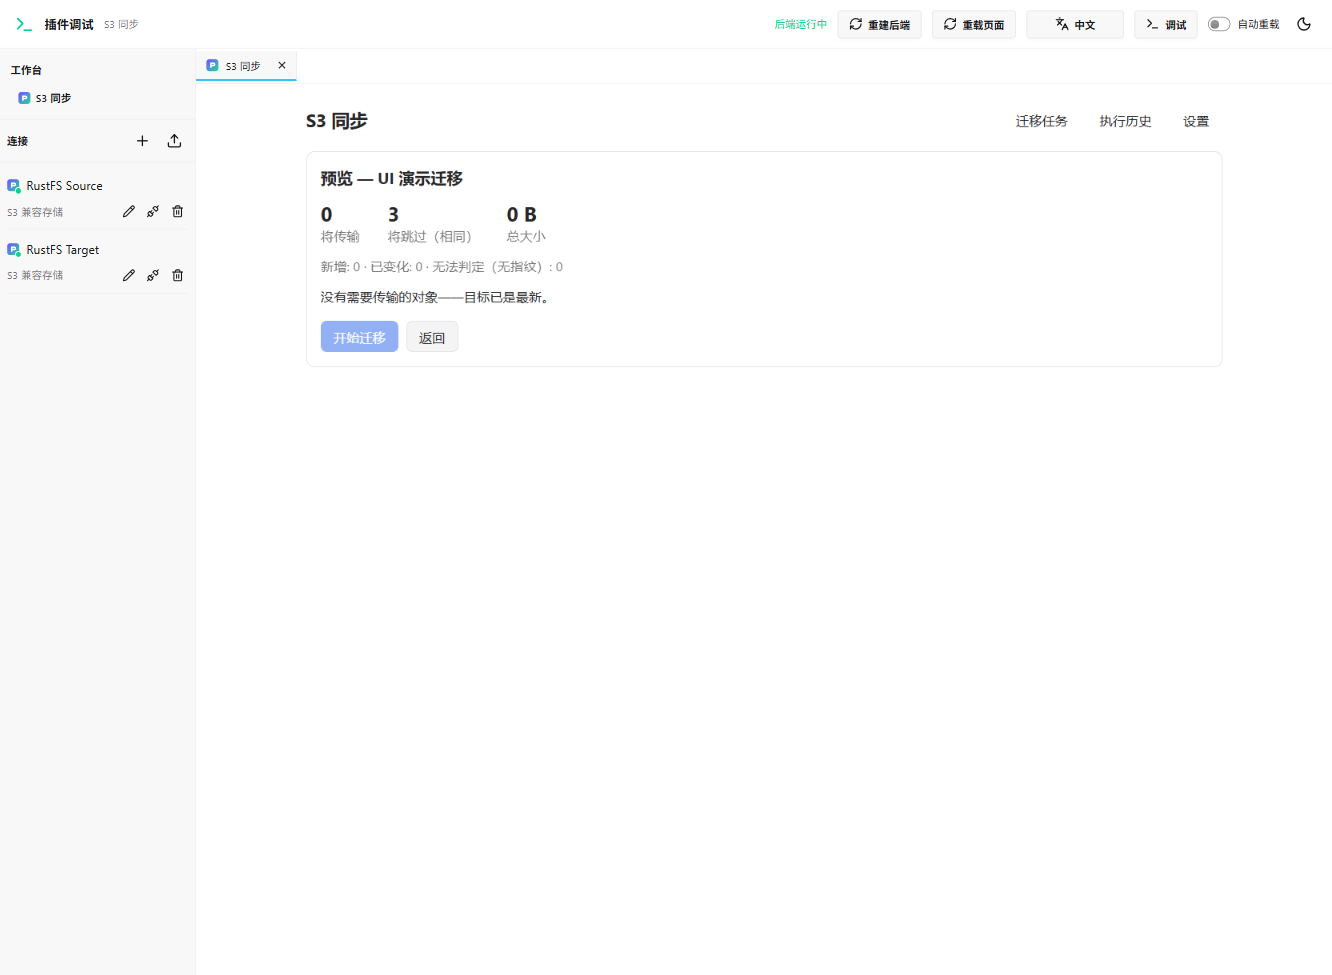 插件调试 S3 同步 后端运行中 重建后端 重载页面 中文 调试 自动重载
工作台
S3 同步
连接
RustFS Source
S3 兼容存储
RustFS Target
S3 兼容存储
S3 同步
S3 同步 迁移任务 执行历史 设置
预览 — UI 演示迁移
0 3 0 B
将传输 将跳过（相同） 总大小
新增: 0 · 已变化: 0 · 无法判定（无指纹）: 0
没有需要传输的对象——目标已是最新。
开始迁移 返回